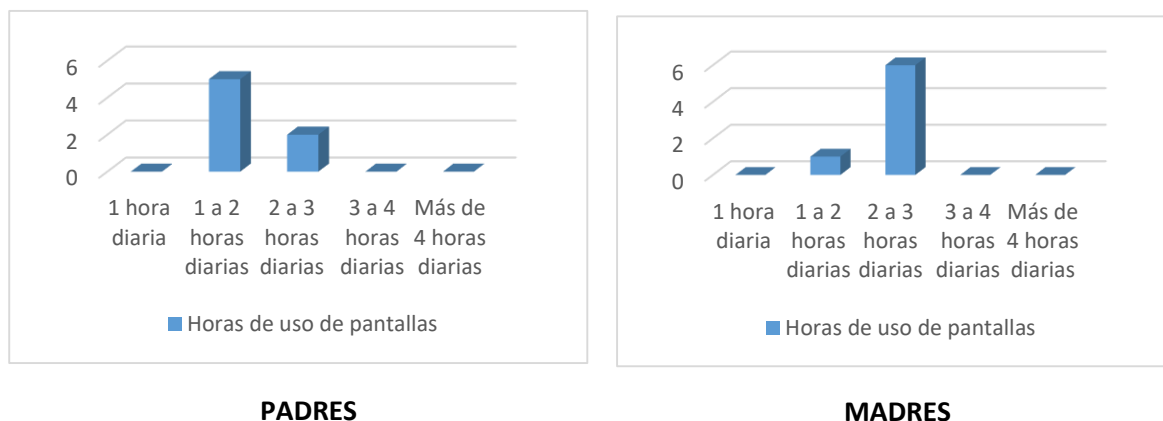 6
4
2
0
1 hora 1 a 2 2 a 3 3 a 4 Más de
diaria horas horas horas 4 horas
diarias diarias diarias diarias
Horas de uso de pantallas
PADRES
6
4
2
0
1 hora 1 a 2 2 a 3 3 a 4 Más de
diaria horas horas horas 4 horas
diarias diarias diarias diarias
Horas de uso de pantallas
MADRES